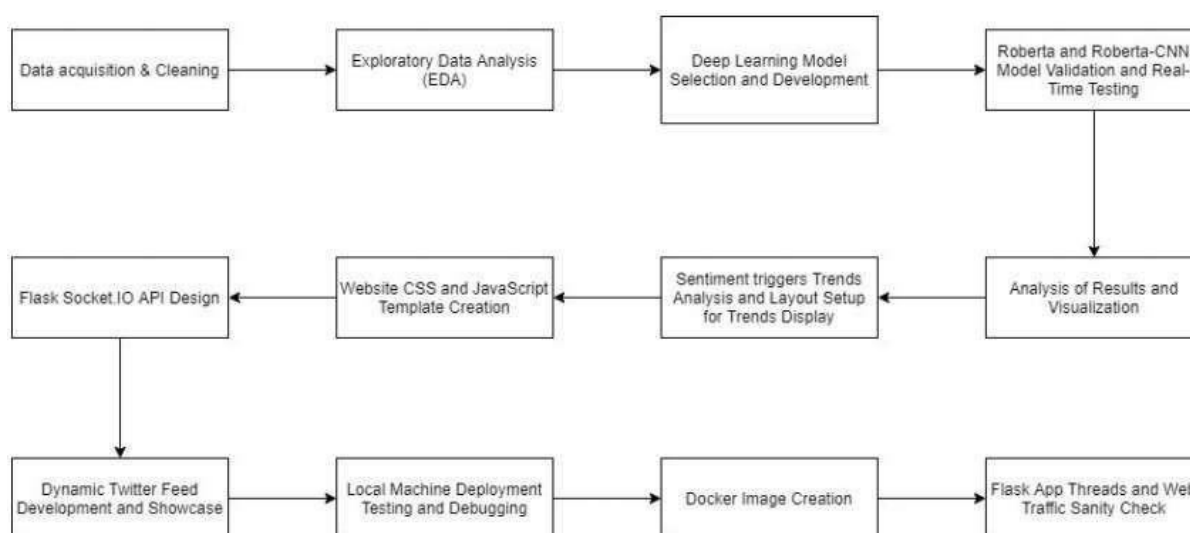 Data acquisition & Cleaning
Exploratory Data Analysis
(EDA)
Deep Learning Model
Selection and Development
Roberta and Roberta-CNN
Model Validation and Real-
Time Testing
Flask Socket.IO API Design
Website CSS and JavaScript
Template Creation
Sentiment triggers Trends
Analysis and Layout Setup
for Trends Display
Analysis of Results and
Visualization
Dynamic Twitter Feed
Development and Showcase
Local Machine Deployment
Testing and Debugging
Docker Image Creation
Flask App Threads and Web
Traffic Sanity Check